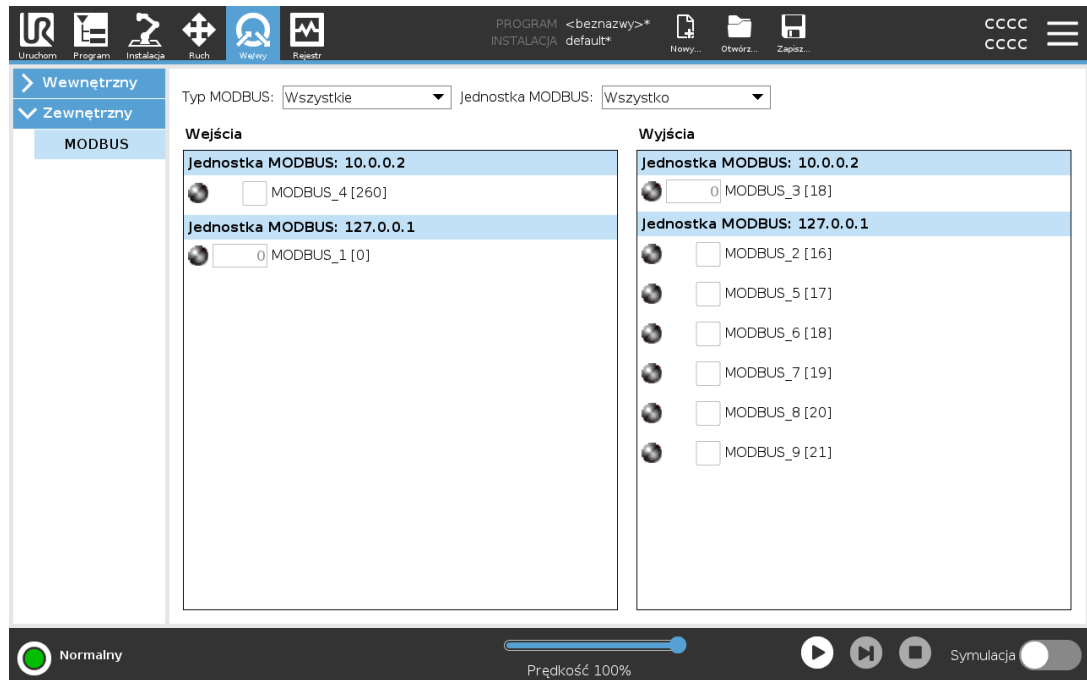 UR
PROGRAM <beznazwy>*
INSTALACJA default*
CCCC
CCCC
Uruchom Program Instalacja Ruch We/wy Rejestr Nowy... Otwórz... Zapisz...
Wewnętrzny
Zewnętrzny
MODBUS
Typ MODBUS: Wszystkie Jednostka MODBUS: Wszystko
Wejścia
Jednostka MODBUS: 10.0.0.2
MODBUS_4 [260]
Jednostka MODBUS: 127.0.0.1
0 MODBUS_1 [0]
Wyjścia
Jednostka MODBUS: 10.0.0.2
0 MODBUS_3 [18]
Jednostka MODBUS: 127.0.0.1
MODBUS_2 [16]
MODBUS_5 [17]
MODBUS_6 [18]
MODBUS_7 [19]
MODBUS_8 [20]
MODBUS_9 [21]
Normalny
Prędkość 100%
Symulacja